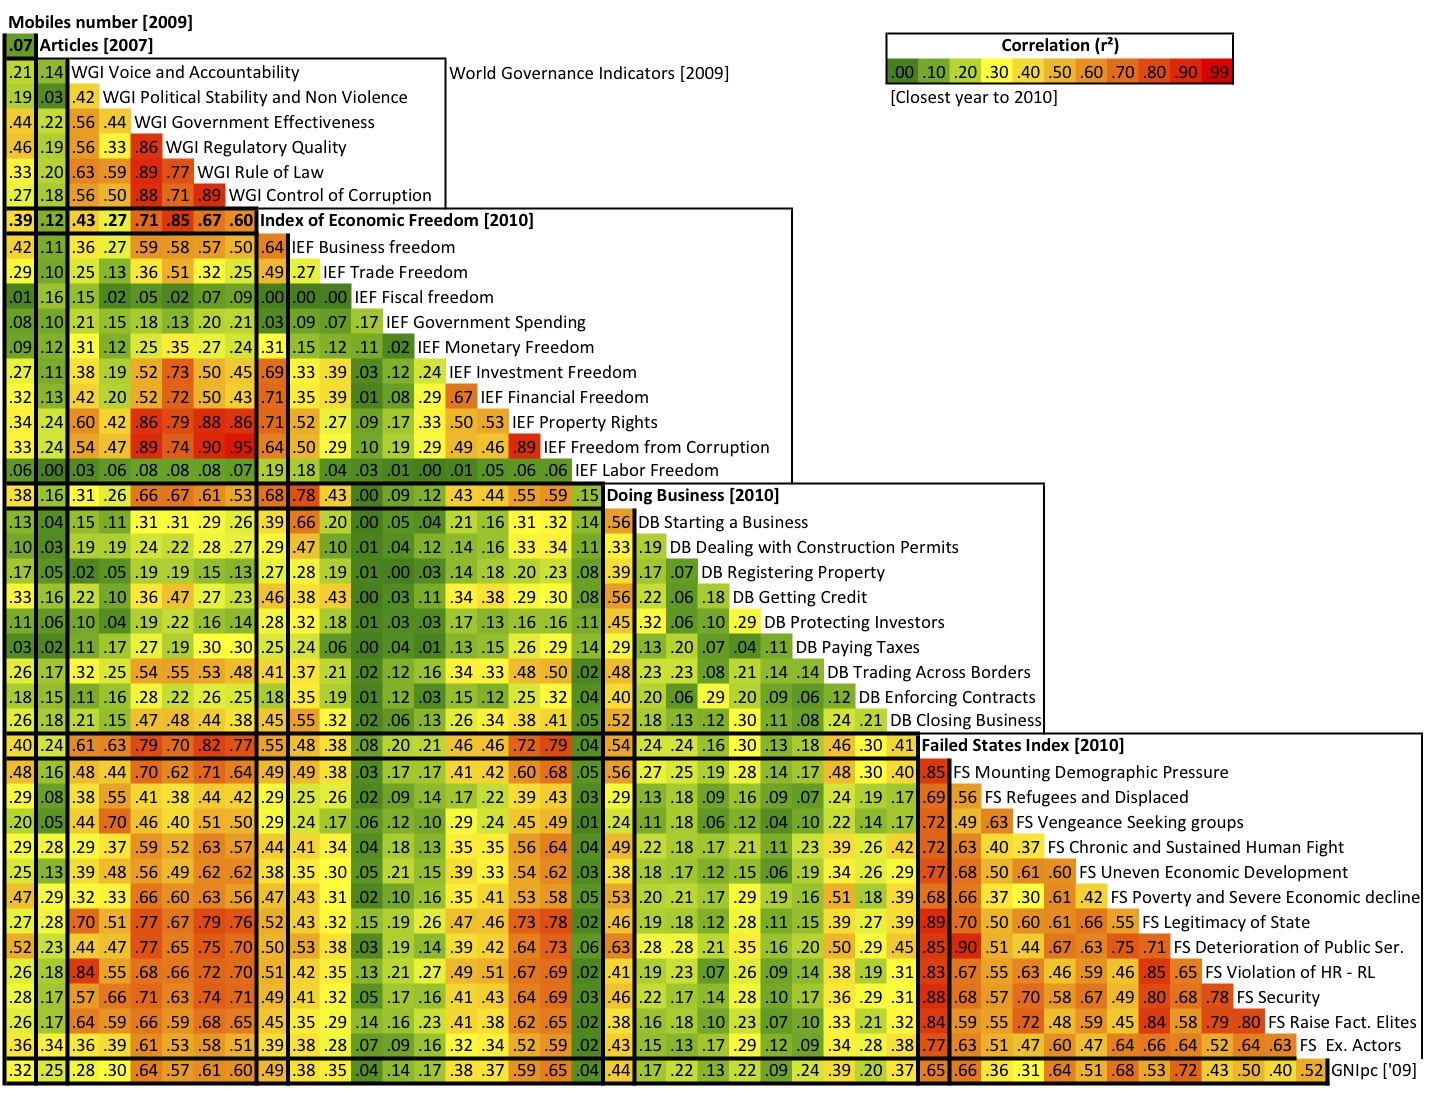 Mobiles number [2009]
.07 Articles [2007]
Correlation (r²)
.21 .14 WGI Voice and Accountability
World Governance Indicators [2009]
.00 .10 .20 .30 .40 .50 .60 .70 .80 .90 .99
.19 .03 .42 WGI Political Stability and Non Violence
[Closest year to 2010]
.44 .22 .56 .44 WGI Government Effectiveness
.46 .19 .56 .33 .86 WGI Regulatory Quality
.33 .20 .63 .59 .89 .77 WGI Rule of Law
.27 .18 .56 .50 .88 .71 .89 WGI Control of Corruption
.39 .12 .43 .27 .71 .85 .67 .60 Index of Economic Freedom [2010]
.42 .11 .36 .27 .59 .58 .57 .50 .64 IEF Business freedom
.29 .10 .25 .13 .36 .51 .32 .25 .49 .27 IEF Trade Freedom
.01 .16 .15 .02 .05 .02 .07 .09 .00 .00 .00 IEF Fiscal freedom
.08 .10 .21 .15 .18 .13 .20 .21 .03 .09 .07 .17 IEF Government Spending
.09 .12 .31 .12 .25 .35 .27 .24 .31 .15 .12 .11 .02 IEF Monetary Freedom
.27 .11 .38 .19 .52 .73 .50 .45 .69 .33 .39 .03 .12 .24 IEF Investment Freedom
.32 .13 .42 .20 .52 .72 .50 .43 .71 .35 .39 .01 .08 .29 .67 IEF Financial Freedom
.34 .24 .60 .42 .86 .79 .88 .86 .71 .52 .27 .09 .17 .33 .50 .53 IEF Property Rights
.33 .24 .54 .47 .89 .74 .90 .95 .64 .50 .29 .10 .19 .29 .49 .46 .89 IEF Freedom from Corruption
.06 .00 .03 .06 .08 .08 .08 .07 .19 .18 .04 .03 .01 .00 .01 .05 .06 .06 IEF Labor Freedom
.38 .16 .31 .26 .66 .67 .61 .53 .68 .78 .43 .00 .09 .12 .43 .44 .55 .59 .15 Doing Business [2010]
.13 .04 .15 .11 .31 .31 .29 .26 .39 .66 .20 .00 .05 .04 .21 .16 .31 .32 .14 .56 DB Starting a Business
.10 .03 .19 .19 .24 .22 .28 .27 .29 .47 .10 .01 .04 .12 .14 .16 .33 .34 .11 .33 .19 DB Dealing with Construction Permits
.17 .05 .02 .05 .19 .19 .15 .13 .27 .28 .19 .01 .00 .03 .14 .18 .20 .23 .08 .39 .17 .07 DB Registering Property
.33 .16 .22 .10 .36 .47 .27 .23 .46 .38 .43 .00 .03 .11 .34 .38 .29 .30 .08 .56 .22 .06 .18 DB Getting Credit
.11 .06 .10 .04 .19 .22 .16 .14 .28 .32 .18 .01 .03 .03 .17 .13 .16 .16 .11 .45 .32 .06 .10 .29 DB Protecting Investors
.03 .02 .11 .17 .27 .19 .30 .30 .25 .24 .06 .00 .04 .01 .13 .15 .26 .29 .14 .29 .13 .20 .07 .04 .11 DB Paying Taxes
.26 .17 .32 .25 .54 .55 .53 .48 .41 .37 .21 .02 .12 .16 .34 .33 .48 .50 .02 .48 .23 .23 .08 .21 .14 .14 DB Trading Across Borders
.18 .15 .11 .16 .28 .22 .26 .25 .18 .35 .19 .01 .12 .03 .15 .12 .25 .32 .04 .40 .20 .06 .29 .20 .09 .06 .12 DB Enforcing Contracts
.26 .18 .21 .15 .47 .48 .44 .38 .45 .55 .32 .02 .06 .13 .26 .34 .38 .41 .05 .52 .18 .13 .12 .30 .11 .08 .24 .21 DB Closing Business
.40 .24 .61 .63 .79 .70 .82 .77 .55 .48 .38 .08 .20 .21 .46 .46 .72 .79 .04 .54 .24 .24 .16 .30 .13 .18 .46 .30 .41 Failed States Index [2010]
.48 .16 .48 .44 .70 .62 .71 .64 .49 .49 .38 .03 .17 .17 .41 .42 .60 .68 .05 .56 .27 .25 .19 .28 .14 .17 .48 .30 .40 .85 FS Mounting Demographic Pressure
.29 .08 .38 .55 .41 .38 .44 .42 .29 .25 .26 .02 .09 .14 .17 .22 .39 .43 .03 .29 .13 .18 .09 .16 .09 .07 .24 .19 .17 .69 .56 FS Refugees and Displaced
.20 .05 .44 .70 .46 .40 .51 .50 .29 .24 .17 .06 .12 .10 .29 .24 .45 .49 .01 .24 .11 .18 .06 .12 .04 .10 .22 .14 .17 .72 .49 .63 FS Vengeance Seeking groups
.29 .28 .29 .37 .59 .52 .63 .57 .44 .41 .34 .04 .18 .13 .35 .35 .56 .64 .04 .49 .22 .18 .17 .21 .11 .23 .39 .26 .42 .72 .63 .40 .37 FS Chronic and Sustained Human Fight
.25 .13 .39 .48 .56 .49 .62 .62 .38 .35 .30 .05 .21 .15 .39 .33 .54 .62 .03 .38 .18 .17 .12 .15 .06 .19 .34 .26 .29 .77 .68 .50 .61 .60 FS Uneven Economic Development
.47 .29 .32 .33 .66 .60 .63 .56 .47 .43 .31 .02 .10 .16 .35 .41 .53 .58 .05 .53 .20 .21 .17 .29 .19 .16 .51 .18 .39 .68 .66 .37 .30 .61 .42 FS Poverty and Severe Economic decline
.27 .28 .70 .51 .77 .67 .79 .76 .52 .43 .32 .15 .19 .26 .47 .46 .73 .78 .02 .46 .19 .18 .12 .28 .11 .15 .39 .27 .39 .89 .70 .50 .60 .61 .66 .55 FS Legitimacy of State
.52 .23 .44 .47 .77 .65 .75 .70 .50 .53 .38 .03 .19 .14 .39 .42 .64 .73 .06 .63 .28 .28 .21 .35 .16 .20 .50 .29 .45 .85 .90 .51 .44 .67 .63 .75 .71 FS Deterioration of Public Ser.
.26 .18 .84 .55 .68 .66 .72 .70 .51 .42 .35 .13 .21 .27 .49 .51 .67 .69 .02 .41 .19 .23 .07 .26 .09 .14 .38 .19 .31 .83 .67 .55 .63 .46 .59 .46 .85 .65 FS Violation of HR - RL
.28 .17 .57 .66 .71 .63 .74 .71 .49 .41 .32 .05 .17 .16 .41 .43 .64 .69 .03 .46 .22 .17 .14 .28 .10 .17 .36 .29 .31 .88 .68 .57 .70 .58 .67 .49 .80 .68 .78 FS Security
.26 .17 .64 .59 .66 .59 .68 .65 .45 .35 .29 .14 .16 .23 .41 .38 .62 .65 .02 .38 .16 .18 .10 .23 .07 .10 .33 .21 .32 .84 .59 .55 .72 .48 .59 .45 .84 .58 .79 .80 FS Raise Fact. Elites
.36 .34 .36 .39 .61 .53 .58 .51 .39 .38 .28 .07 .09 .16 .32 .34 .52 .59 .02 .43 .15 .13 .17 .29 .12 .09 .34 .28 .38 .77 .63 .51 .47 .60 .47 .64 .66 .64 .52 .64 .63 FS Ex. Actors
.32 .25 .28 .30 .64 .57 .61 .60 .49 .38 .35 .04 .14 .17 .38 .37 .59 .65 .04 .44 .17 .22 .13 .22 .09 .24 .39 .20 .37 .65 .66 .36 .31 .64 .51 .68 .53 .72 .43 .50 .40 .52 GNIpc ['09]